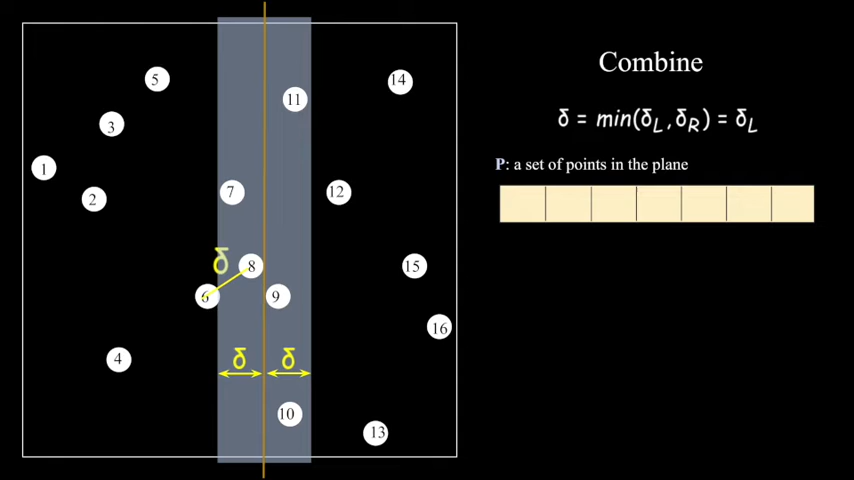 Combine
δ = min(δL, δR) = δL
P: a set of points in the plane
5
14
11
3
1
7
12
2
δ
8
15
6
9
16
4
δ
δ
10
13